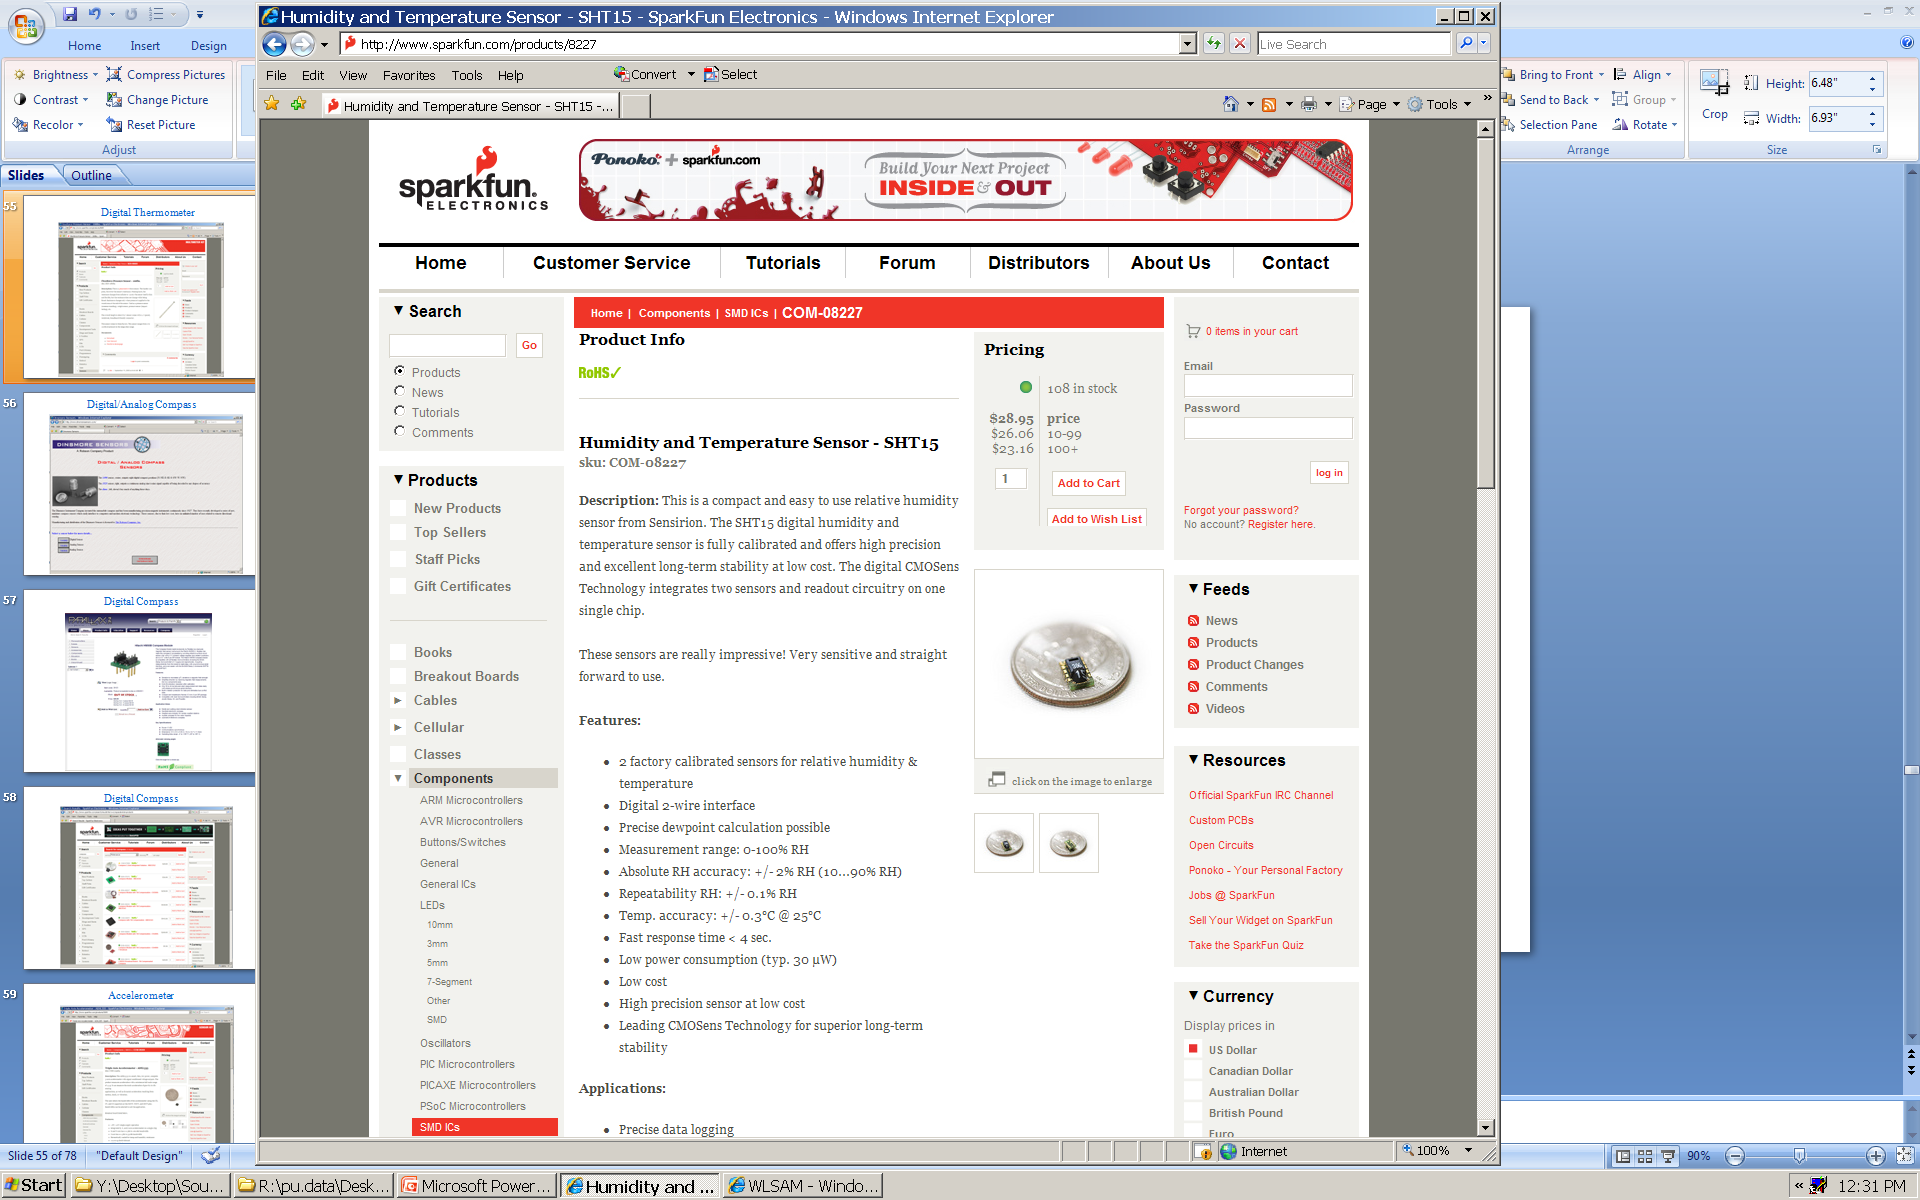 Humidity and Temperature Sensor - SHT15 - SparkFun Electronics - Windows Internet Explorer
http://www.sparkfun.com/products/8227
Live Search
File Edit View Favorites Tools Help
Convert Select
Humidity and Temperature Sensor - SHT15 -...
Page Tools »
Home Insert Design
Brightness Compress Pictures
Contrast Change Picture
Recolor Reset Picture
Adjust
Bring to Front Align
Send to Back Group
Selection Pane Rotate
Arrange
Crop
Height: 6.48"
Width: 6.93"
Size
Slides Outline
55
Digital Thermometer
56
Digital/Analog Compass
DINSMORE SENSORS
DIGITAL / ANALOG COMPASS
SENSORS
57
Digital Compass
58
Digital Compass
sparkfun
59
Accelerometer
sparkfun
sparkfun.
ELECTRONICS
Ponoko + sparkfun.com
Build Your Next Project
INSIDE & OUT
Home Customer Service Tutorials Forum Distributors About Us Contact
Search
Go
Products
News
Tutorials
Comments
Products
New Products
Top Sellers
Staff Picks
Gift Certificates
Books
Breakout Boards
Cables
Cellular
Classes
Components
ARM Microcontrollers
AVR Microcontrollers
Buttons/Switches
General
General ICs
LEDs
10mm
3mm
5mm
7-Segment
Other
SMD
Oscillators
PIC Microcontrollers
PICAXE Microcontrollers
PSoC Microcontrollers
SMD ICs
Home | Components | SMD ICs | COM-08227
Product Info
RoHS✓
Humidity and Temperature Sensor - SHT15
sku: COM-08227
Description: This is a compact and easy to use relative humidity
sensor from Sensirion. The SHT15 digital humidity and
temperature sensor is fully calibrated and offers high precision
and excellent long-term stability at low cost. The digital CMOSens
Technology integrates two sensors and readout circuitry on one
single chip.
These sensors are really impressive! Very sensitive and straight
forward to use.
Features:
• 2 factory calibrated sensors for relative humidity &
temperature
• Digital 2-wire interface
• Precise dewpoint calculation possible
• Measurement range: 0-100% RH
• Absolute RH accuracy: +/- 2% RH (10...90% RH)
• Repeatability RH: +/- 0.1% RH
• Temp. accuracy: +/- 0.3°C @ 25°C
• Fast response time < 4 sec.
• Low power consumption (typ. 30 µW)
• Low cost
• High precision sensor at low cost
• Leading CMOSens Technology for superior long-term
stability
Applications:
• Precise data logging
Pricing
108 in stock
$28.95 price
$26.06 10-99
$23.16 100+
1
Add to Cart
Add to Wish List
click on the image to enlarge
0 items in your cart
Email
Password
log in
Forgot your password?
No account? Register here.
Feeds
News
Products
Product Changes
Comments
Videos
Resources
Official SparkFun IRC Channel
Custom PCBs
Open Circuits
Ponoko - Your Personal Factory
Jobs @ SparkFun
Sell Your Widget on SparkFun
Take the SparkFun Quiz
Currency
Display prices in
US Dollar
Canadian Dollar
Australian Dollar
British Pound
Euro
Internet 100%
Slide 55 of 78 "Default Design" 90%
Start Y:\Desktop\Sou... R:\pu.data\Desk... Microsoft Power... Humidity and ... WLSAM - Windo... « 12:31 PM